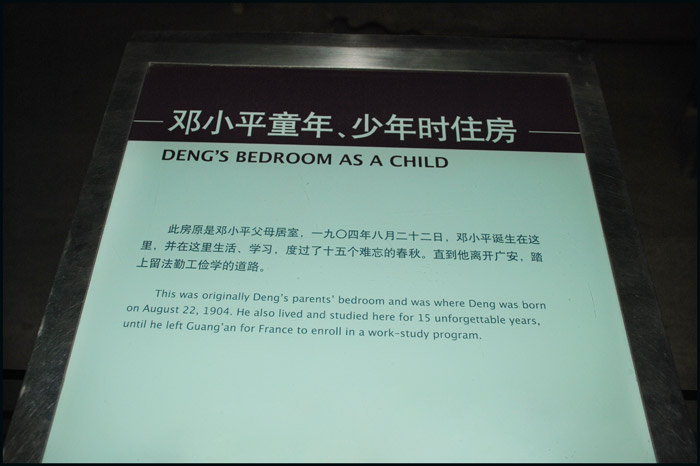 邓小平童年、少年时住房
DENG'S BEDROOM AS A CHILD
此房原是邓小平父母居室，一九〇四年八月二十二日，邓小平诞生在这
里，并在这里生活、学习，度过了十五个难忘的春秋。直到他离开广安，踏
上留法勤工俭学的道路。
This was originally Deng's parents' bedroom and was where Deng was born
on August 22, 1904. He also lived and studied here for 15 unforgettable years,
until he left Guang'an for France to enroll in a work-study program.